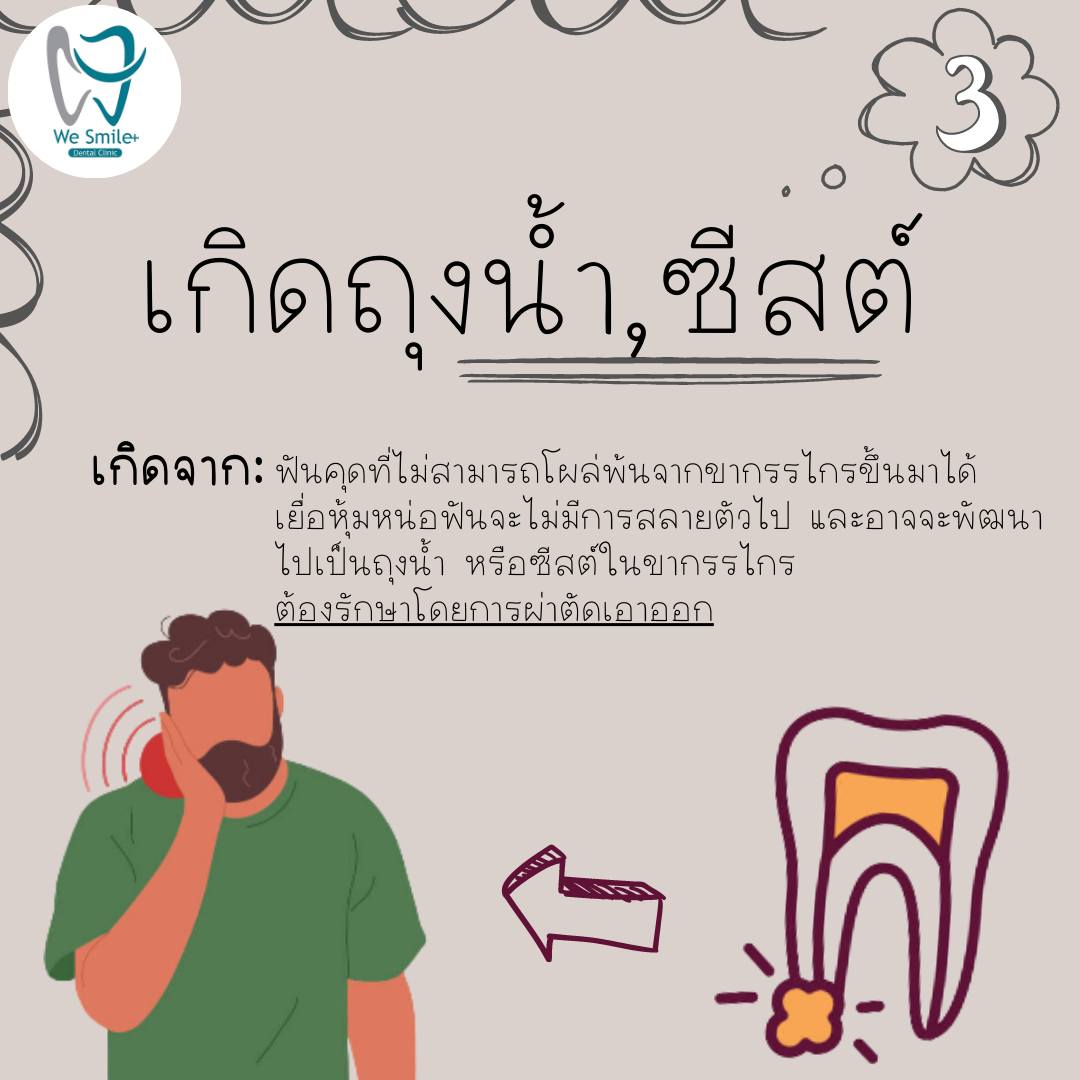 We Smile+
Dental Clinic
3
เกิดถุงน้ำ,ซีสต์
เกิดจาก: ฟันคุดที่ไม่สามารถโผล่พ้นจากขากรรไกรขึ้นมาได้
เยื่อหุ้มหน่อฟันจะไม่มีการสลายตัวไป และอาจจะพัฒนา
ไปเป็นถุงน้ำ หรือซีสต์ในขากรรไกร
ต้องรักษาโดยการผ่าตัดเอาออก